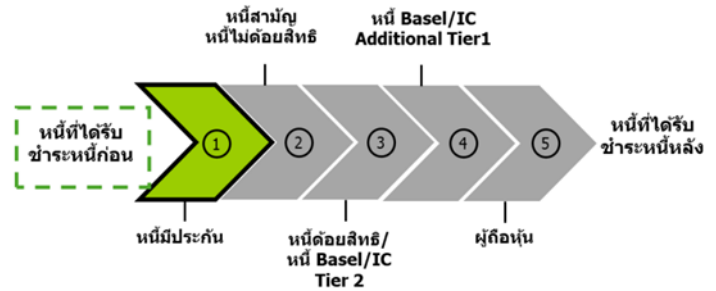 หนี้สามัญ
หนี้ไม่ด้อยสิทธิ
หนี้ Basel/IC
Additional Tier1
หนี้ที่ได้รับ
ชำระหนี้ก่อน
1
2
3
4
5
หนี้ที่ได้รับ
ชำระหนี้หลัง
หนี้มีประกัน
หนี้ด้อยสิทธิ/
หนี้ Basel/IC
Tier 2
ผู้ถือหุ้น